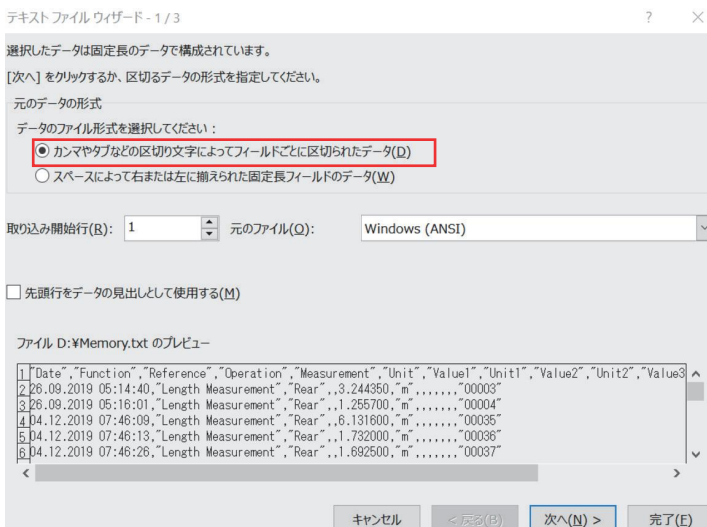 テキスト ファイル ウィザード - 1 / 3
? ×
選択したデータは固定長のデータで構成されています。
[次へ] をクリックするか、区切るデータの形式を指定してください。
元のデータの形式
データのファイル形式を選択してください：
カンマやタブなどの区切り文字によってフィールドごとに区切られたデータ(D)
スペースによって右または左に揃えられた固定長フィールドのデータ(W)
取り込み開始行(R): 1 元のファイル(O): Windows (ANSI)
先頭行をデータの見出しとして使用する(M)
ファイル D:¥Memory.txt のプレビュー
1 "Date","Function","Reference","Operation","Measurement","Unit","Value1","Unit1","Value2","Unit2","Value3
2 26.09.2019 05:14:40,"Length Measurement","Rear",,3.244350,"m",,,,,,,"00003"
3 26.09.2019 05:16:01,"Length Measurement","Rear",,1.255700,"m",,,,,,,"00004"
4 04.12.2019 07:46:09,"Length Measurement","Rear",,6.131600,"m",,,,,,,"00035"
5 04.12.2019 07:46:13,"Length Measurement","Rear",,1.732000,"m",,,,,,,"00036"
6 04.12.2019 07:46:26,"Length Measurement","Rear",,1.692500,"m",,,,,,,"00037"
キャンセル < 戻る(B) 次へ(N) > 完了(F)